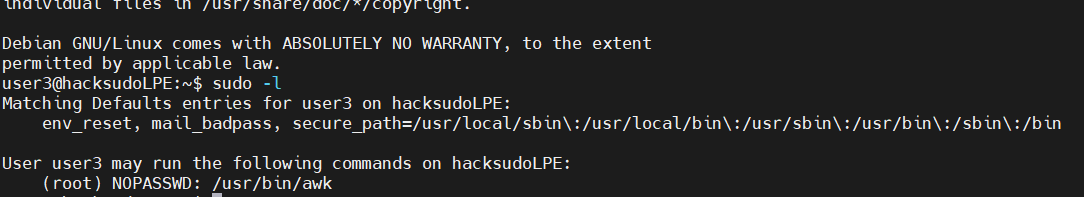 individual files in /usr/share/doc/*/copyright.
Debian GNU/Linux comes with ABSOLUTELY NO WARRANTY, to the extent
permitted by applicable law.
user3@hacksudoLPE:~$ sudo -l
Matching Defaults entries for user3 on hacksudoLPE:
    env_reset, mail_badpass, secure_path=/usr/local/sbin\:/usr/local/bin\:/usr/sbin\:/usr/bin\:/sbin\:/bin
User user3 may run the following commands on hacksudoLPE:
    (root) NOPASSWD: /usr/bin/awk